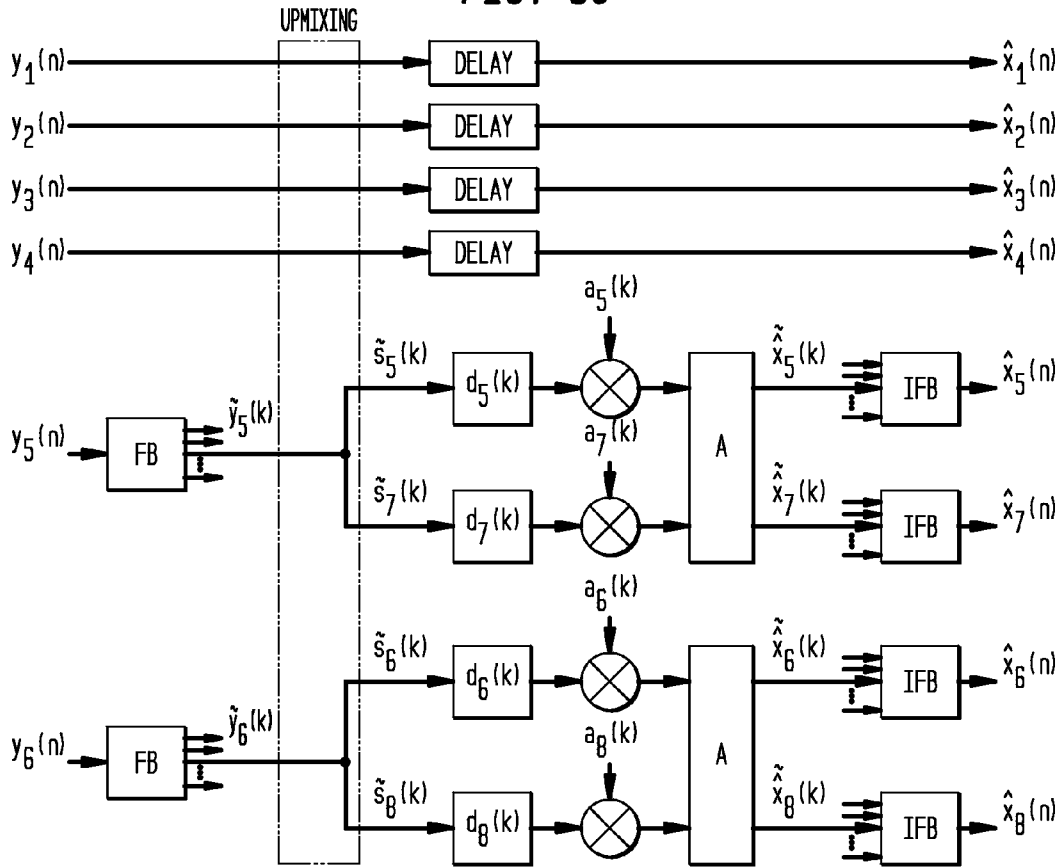 UPMIXING
y₁(n) DELAY x̂₁(n)
y₂(n) DELAY x̂₂(n)
y₃(n) DELAY x̂₃(n)
y₄(n) DELAY x̂₄(n)
a₅(k)
s̃₅(k) d₅(k) x̃̂₅(k) IFB x̂₅(n)
y₅(n) FB ỹ₅(k) a₇(k) A
s̃₇(k) d₇(k) x̃̂₇(k) IFB x̂₇(n)
a₆(k)
s̃₆(k) d₆(k) x̃̂₆(k) IFB x̂₆(n)
y₆(n) FB ỹ₆(k) a₈(k) A
s̃₈(k) d₈(k) x̃̂₈(k) IFB x̂₈(n)